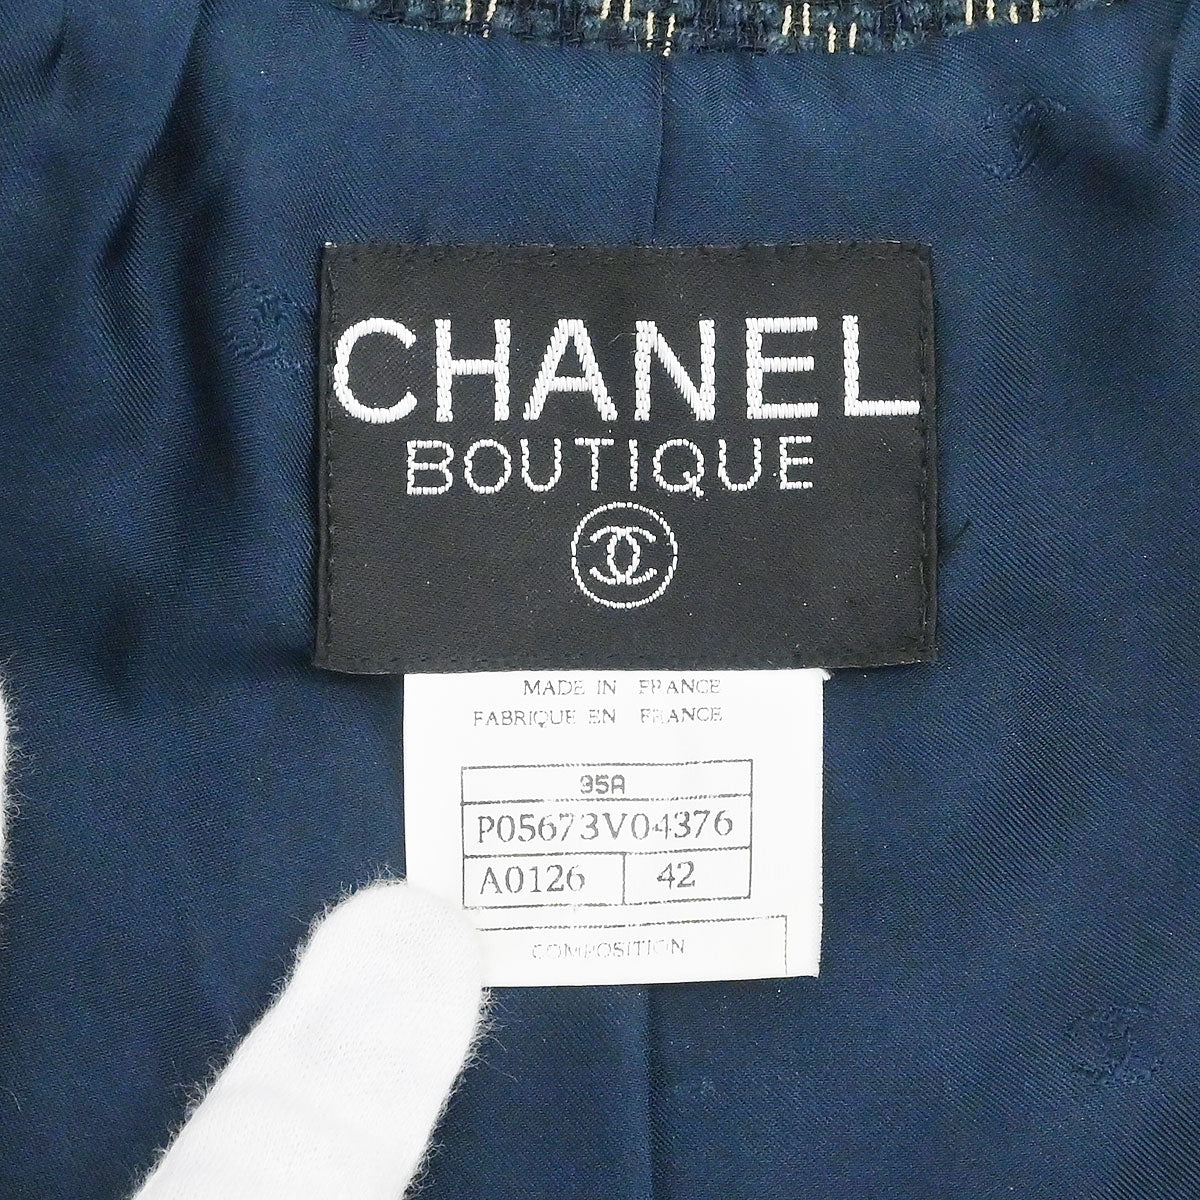 CHANEL
BOUTIQUE
MADE IN FRANCE
FABRIQUE EN FRANCE
95A
P05673V04376
A0126 42
COMPOSITION